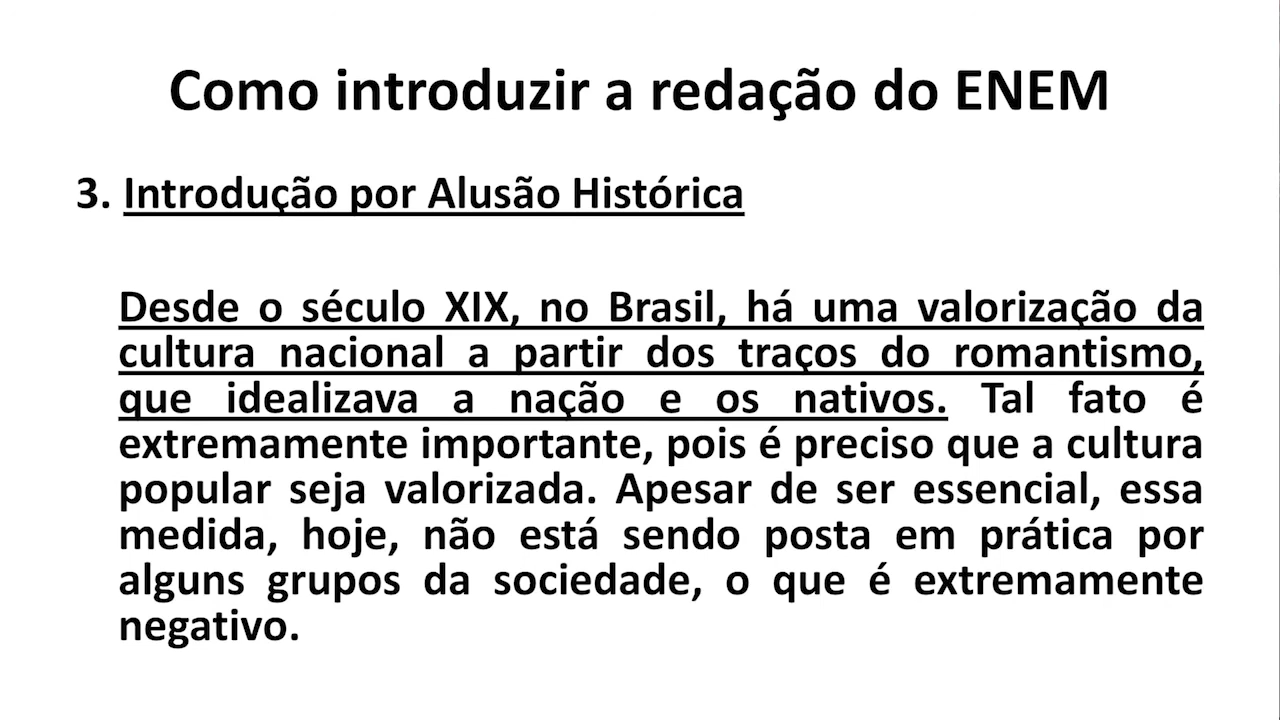 Como introduzir a redação do ENEM
3. Introdução por Alusão Histórica
Desde o século XIX, no Brasil, há uma valorização da
cultura nacional a partir dos traços do romantismo,
que idealizava a nação e os nativos. Tal fato é
extremamente importante, pois é preciso que a cultura
popular seja valorizada. Apesar de ser essencial, essa
medida, hoje, não está sendo posta em prática por
alguns grupos da sociedade, o que é extremamente
negativo.